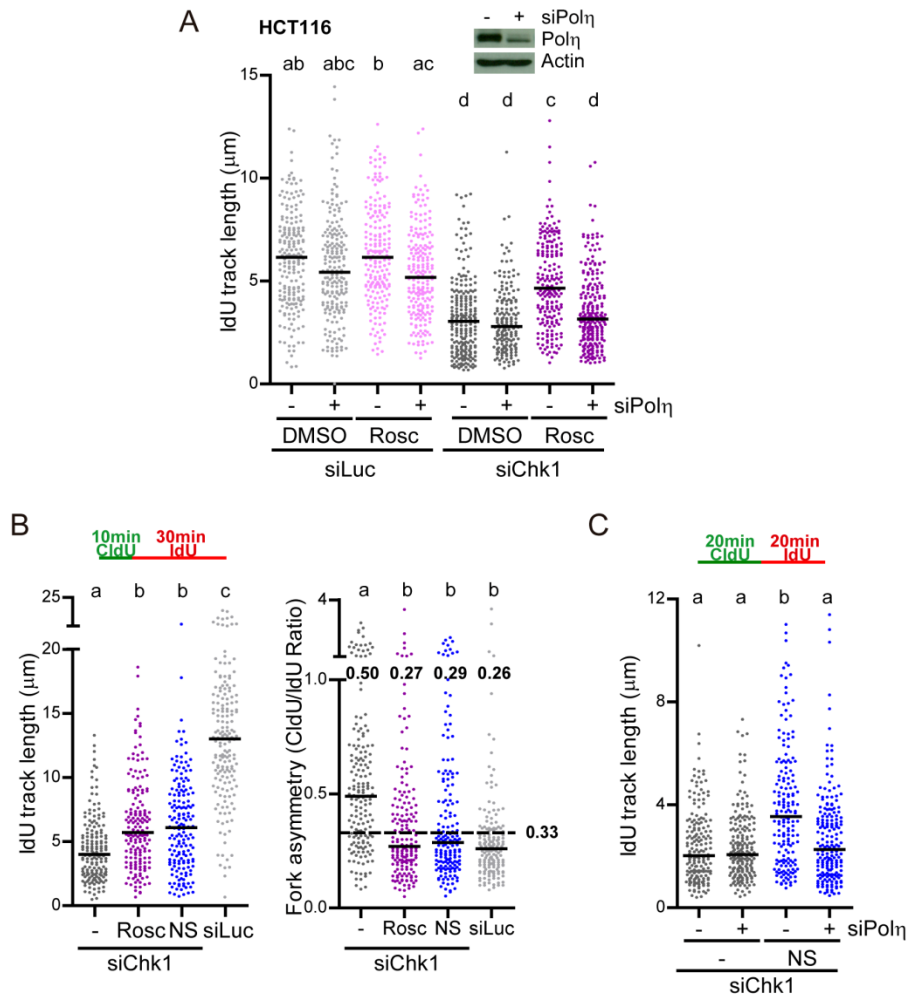 A
HCT116
- + siPolη
Polη
Actin
ab abc b ac d d c d
IdU track length (μm)
15
10
5
0
- + - + - + - + siPolη
DMSO Rosc DMSO Rosc
siLuc siChk1
B
10min CldU 30min IdU
a b b c
IdU track length (μm)
25
20
15
10
5
0
- Rosc NS siLuc
siChk1
a b b b
Fork asymmetry (CldU/IdU Ratio)
4
1.0
0.5
0.0
0.50 0.27 0.29 0.26
0.33
- Rosc NS siLuc
siChk1
C
20min CldU 20min IdU
a a b a
IdU track length (μm)
12
8
4
0
- + - + siPolη
- NS
siChk1